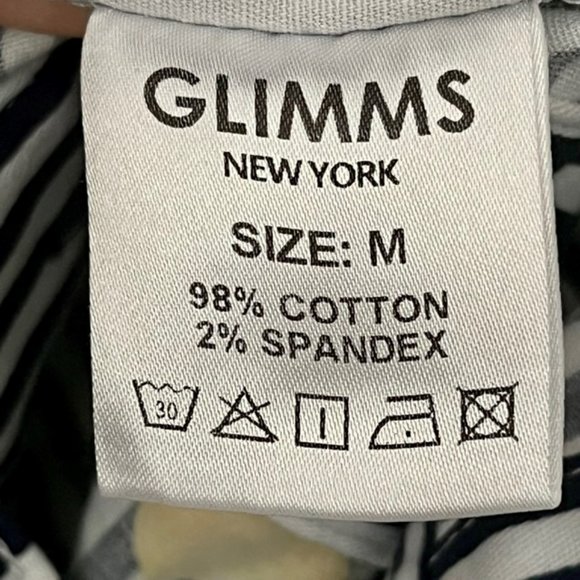 GLIMMS
NEW YORK
SIZE: M
98% COTTON
2% SPANDEX
30